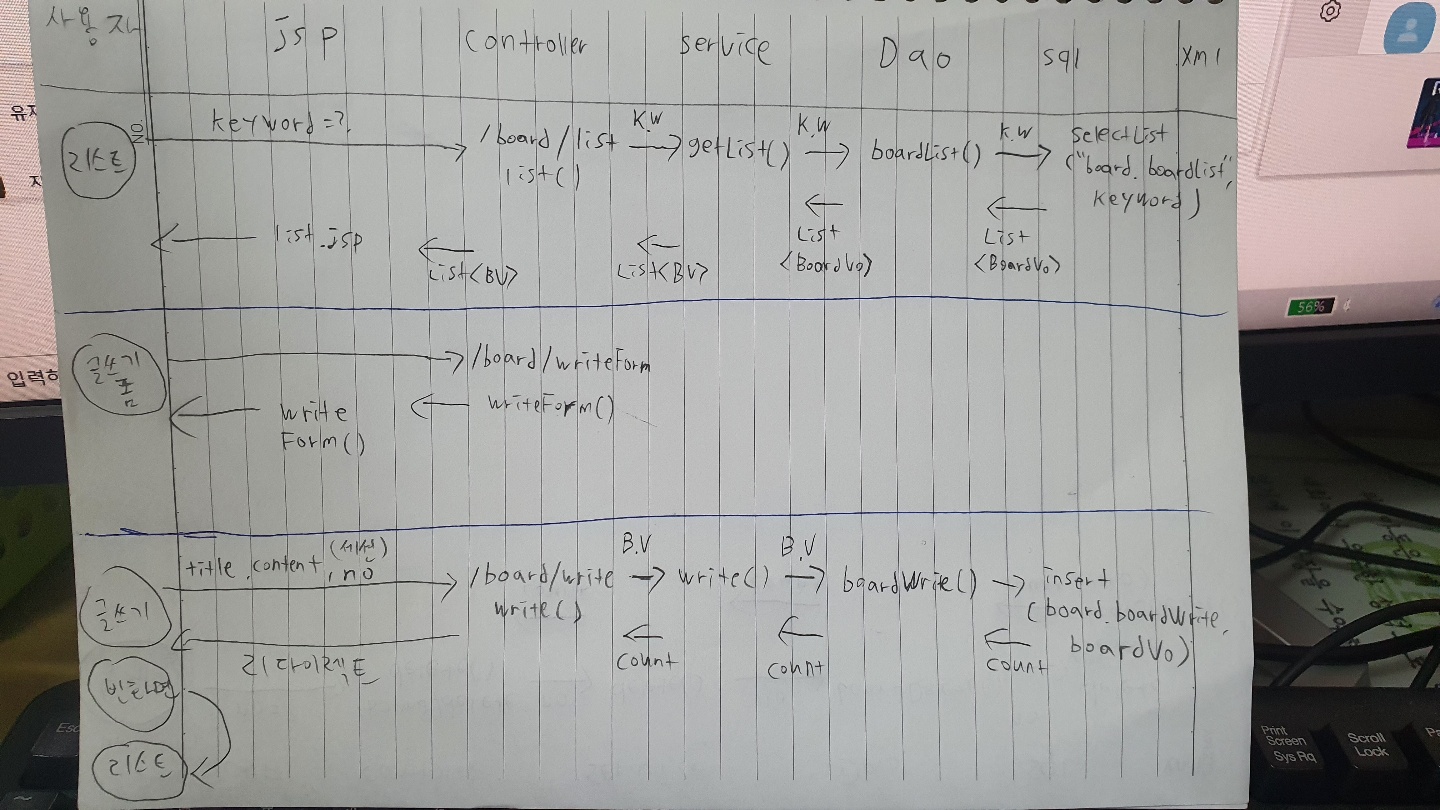 사용자 jsp controller service Dao sql xml
리스트
NO.
keyword=?
/board/list
list()
K.W
getList()
K.W
boardList()
K.W
selectList
("board.boardlist",
keyword)
list.jsp
List<BV>
List<BV>
List
<BoardVo>
List
<BoardVo>
글쓰기
폼
/board/writeForm
write
Form()
writeForm()
글쓰기
title, content, (세션)
no
/board/write
write()
B.V
write()
B.V
boardWrie()
insert
(board.boardWrite,
boardVo)
리다이렉트
count
count
count
빈화면
리스트
유지
입력하
56%
Esc
Print
Screen
Sys Rq
Scroll
Lock